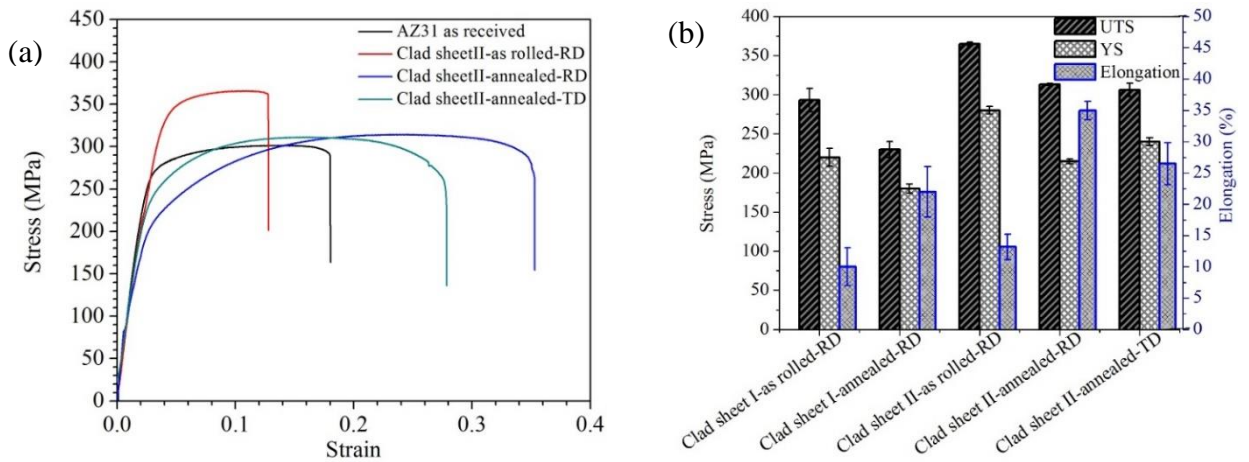 (a)
450
400
350
300
250
200
150
100
50
0
Stress (MPa)
0.0 0.1 0.2 0.3 0.4
Strain
AZ31 as received
Clad sheetII-as rolled-RD
Clad sheetII-annealed-RD
Clad sheetII-annealed-TD
(b)
400
350
300
250
200
150
100
50
0
Stress (MPa)
UTS
YS
Elongation
50
45
40
35
30
25
20
15
10
5
0
Elongation (%)
Clad sheet I-as rolled-RD
Clad sheet I-annealed-RD
Clad sheet II-as rolled-RD
Clad sheet II-annealed-RD
Clad sheet II-annealed-TD